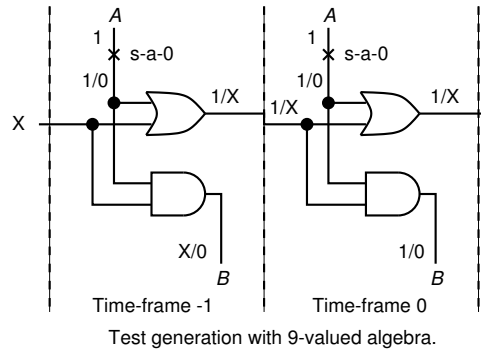 A A
1 s-a-0 1 s-a-0
1/0 1/X 1/0 1/X
X 1/X
X/0 1/0
B B
Time-frame -1 Time-frame 0
Test generation with 9-valued algebra.